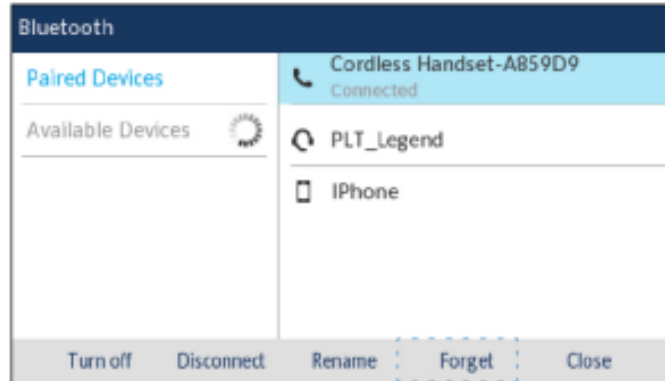 Bluetooth
Paired Devices
Available Devices
Cordless Handset-A859D9
Connected
PLT_Legend
IPhone
Turn off Disconnect Rename Forget Close